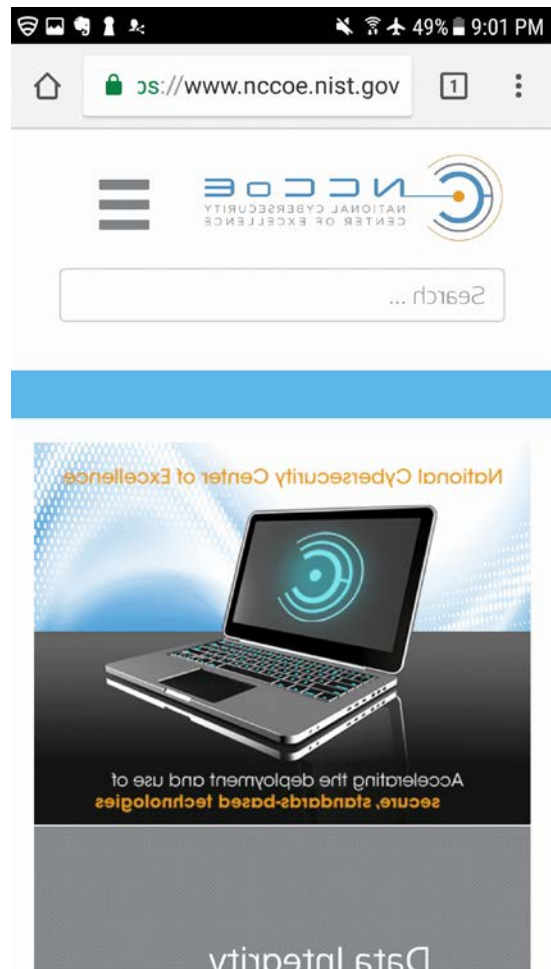 49% 9:01 PM
ps://www.nccoe.nist.gov
1
NCCoE
NATIONAL CYBERSECURITY
CENTER OF EXCELLENCE
Search ...
National Cybersecurity Center of Excellence
Accelerating the deployment and use of
secure, standards-based technologies
Data Integrity